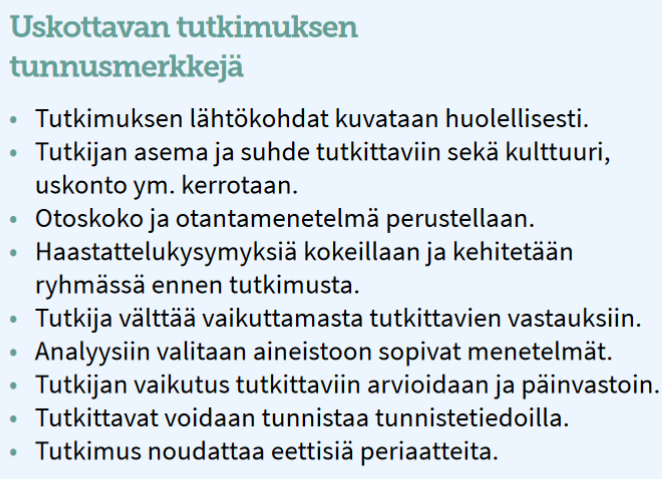 Uskottavan tutkimuksen
tunnusmerkkejä
• Tutkimuksen lähtökohdat kuvataan huolellisesti.
• Tutkijan asema ja suhde tutkittaviin sekä kulttuuri,
uskonto ym. kerrotaan.
• Otoskoko ja otantamenetelmä perustellaan.
• Haastattelukysymyksiä kokeillaan ja kehitetään
ryhmässä ennen tutkimusta.
• Tutkija välttää vaikuttamasta tutkittavien vastauksiin.
• Analyysiin valitaan aineistoon sopivat menetelmät.
• Tutkijan vaikutus tutkittaviin arvioidaan ja päinvastoin.
• Tutkittavat voidaan tunnistaa tunnistetiedoilla.
• Tutkimus noudattaa eettisiä periaatteita.